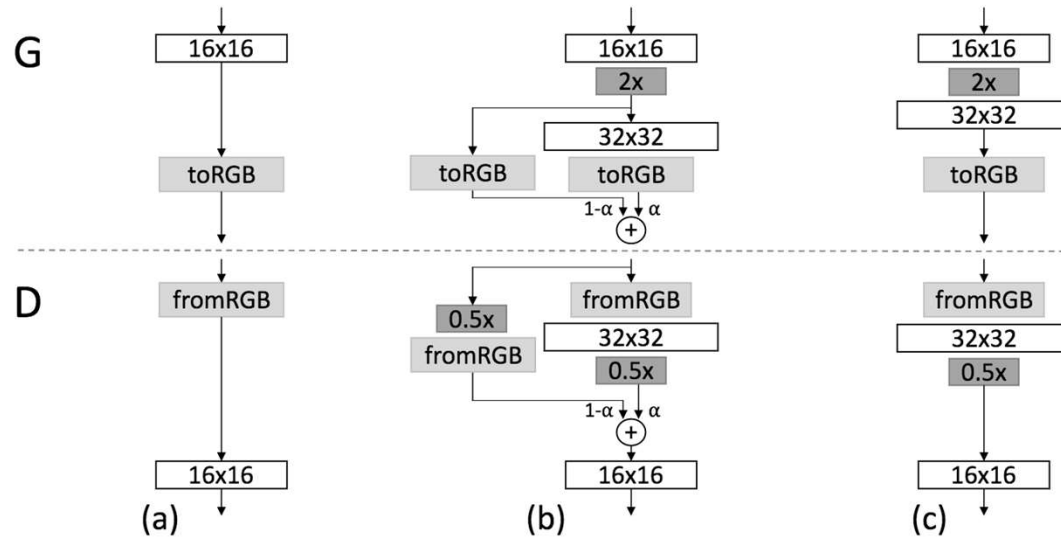 G
16x16
toRGB
16x16
2x
32x32
toRGB
toRGB
1-α
α
+
16x16
2x
32x32
toRGB
D
fromRGB
16x16
0.5x
fromRGB
fromRGB
32x32
0.5x
1-α
α
+
16x16
fromRGB
32x32
0.5x
16x16
(a)
(b)
(c)